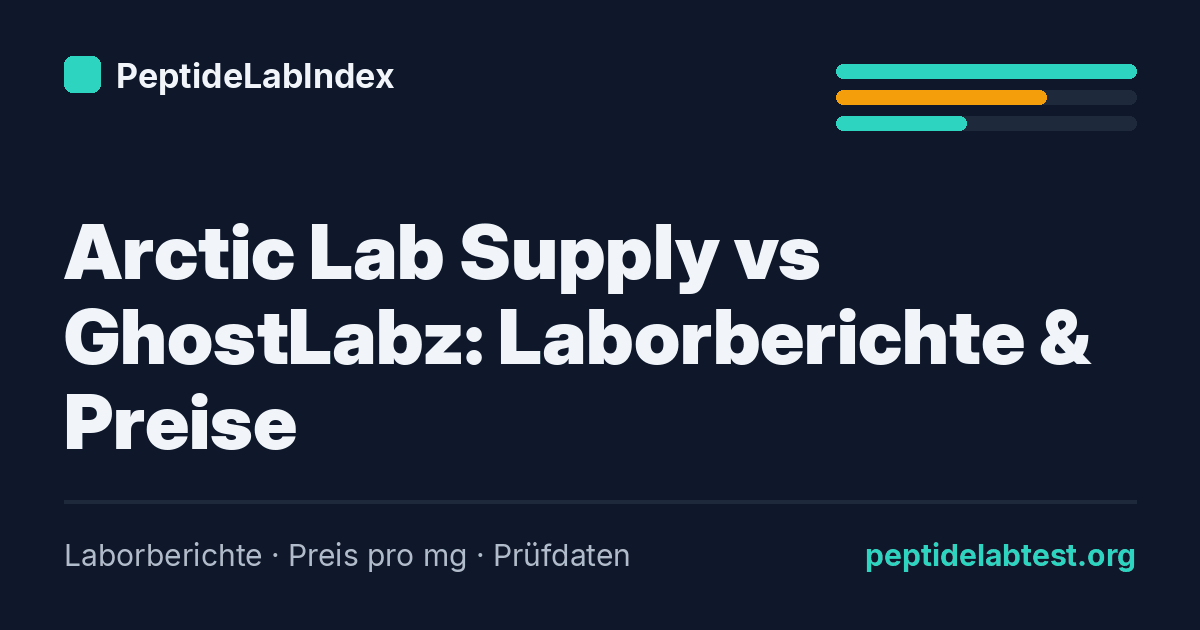 PeptideLabIndex
Arctic Lab Supply vs
GhostLabz: Laborberichte &
Preise
Laborberichte · Preis pro mg · Prüfdaten
peptidelabtest.org